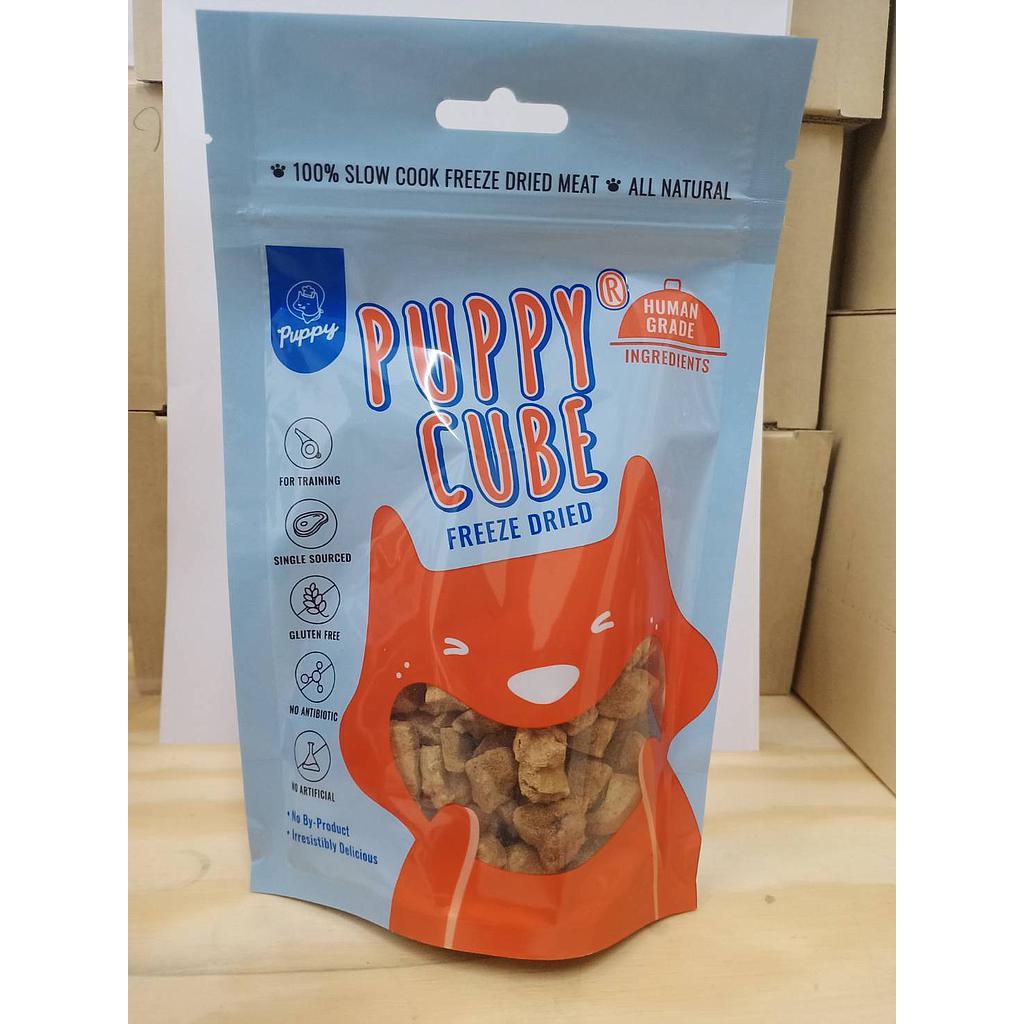 100% SLOW COOK FREEZE DRIED MEAT ALL NATURAL
Puppy
PUPPY®
CUBE
FREEZE DRIED
HUMAN
GRADE
INGREDIENTS
FOR TRAINING
SINGLE SOURCED
GLUTEN FREE
NO ANTIBIOTIC
NO ARTIFICIAL
• No By-Product
• Irresistibly Delicious